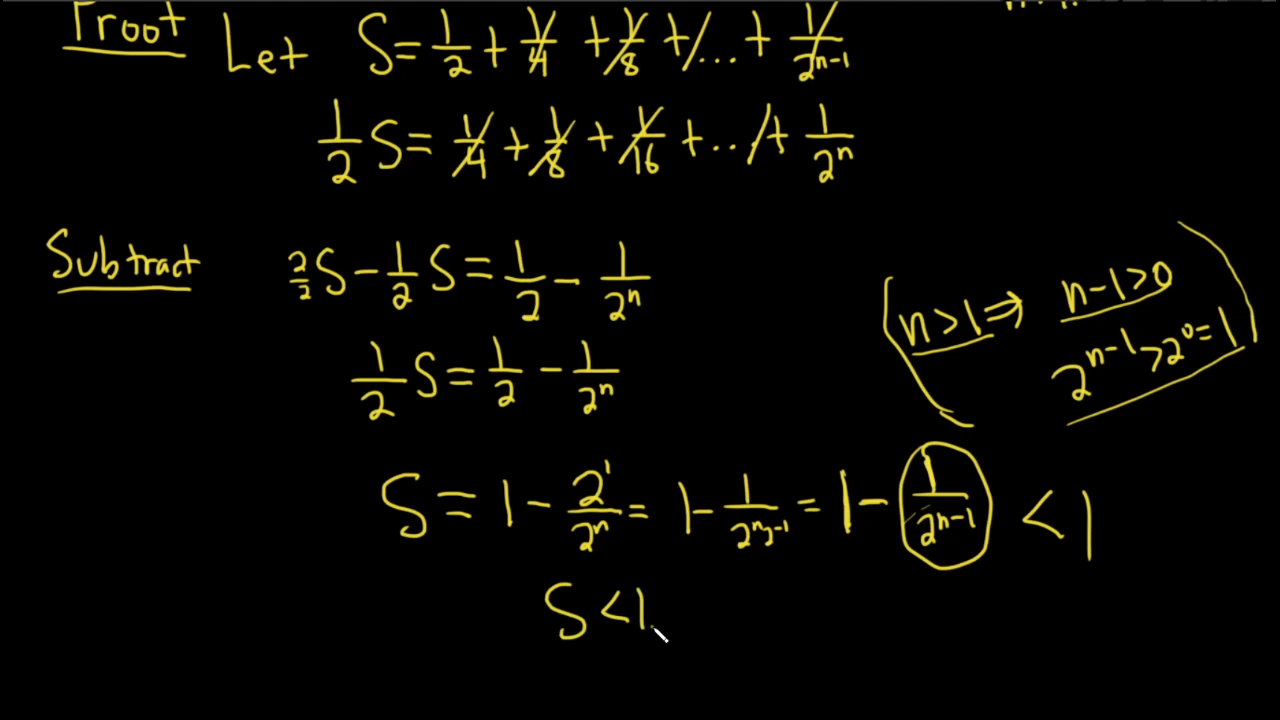 Proof Let S = 1/2 + 1/4 + 1/8 + ... + 1/2^(n-1)
1/2 S = 1/4 + 1/8 + 1/16 + ... + 1/2^n
Subtract 2/2 S - 1/2 S = 1/2 - 1/2^n
(n > 1 ⇒ n-1 > 0
2^(n-1) > 2^0 = 1)
1/2 S = 1/2 - 1/2^n
S = 1 - 2^1/2^n = 1 - 1/2^(n-1) = 1 - 1/2^(n-1) < 1
S < 1.